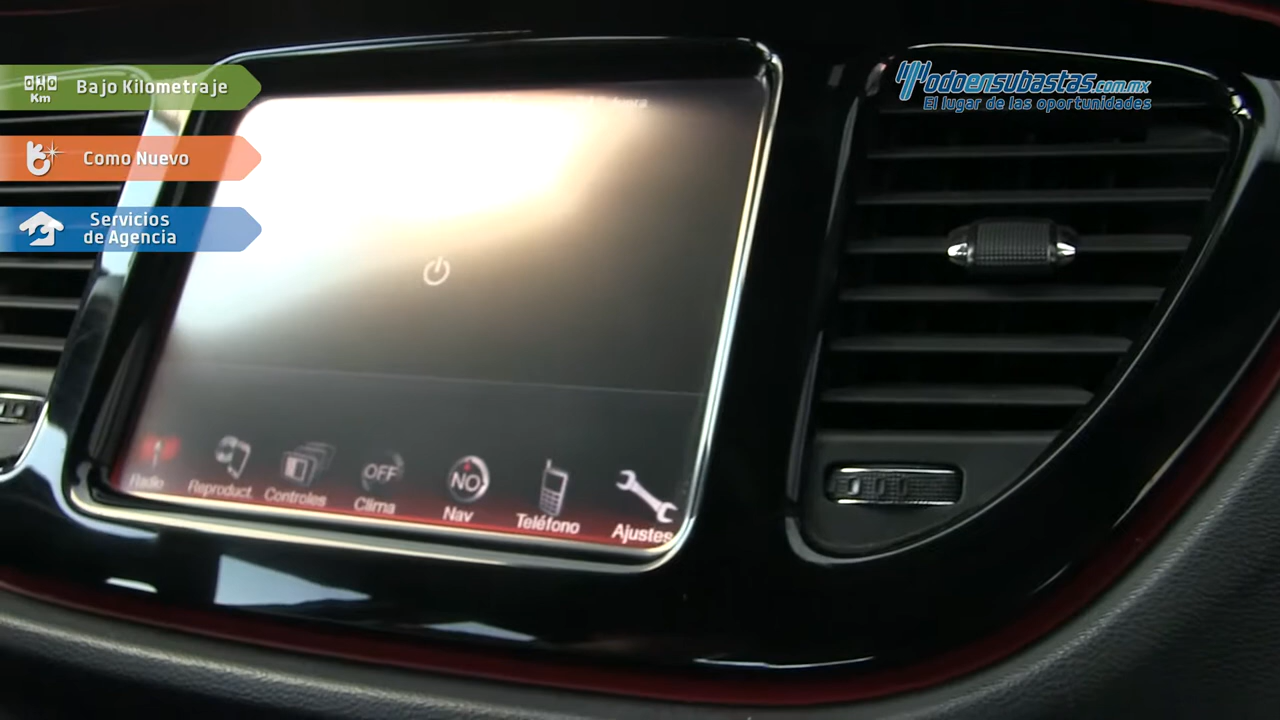 Km
Bajo Kilometraje
Como Nuevo
Servicios
de Agencia
Todoensubastas.com.mx
El lugar de las oportunidades
Radio
Reproduct.
Controles
OFF
Clima
NO
Nav
Teléfono
Ajustes